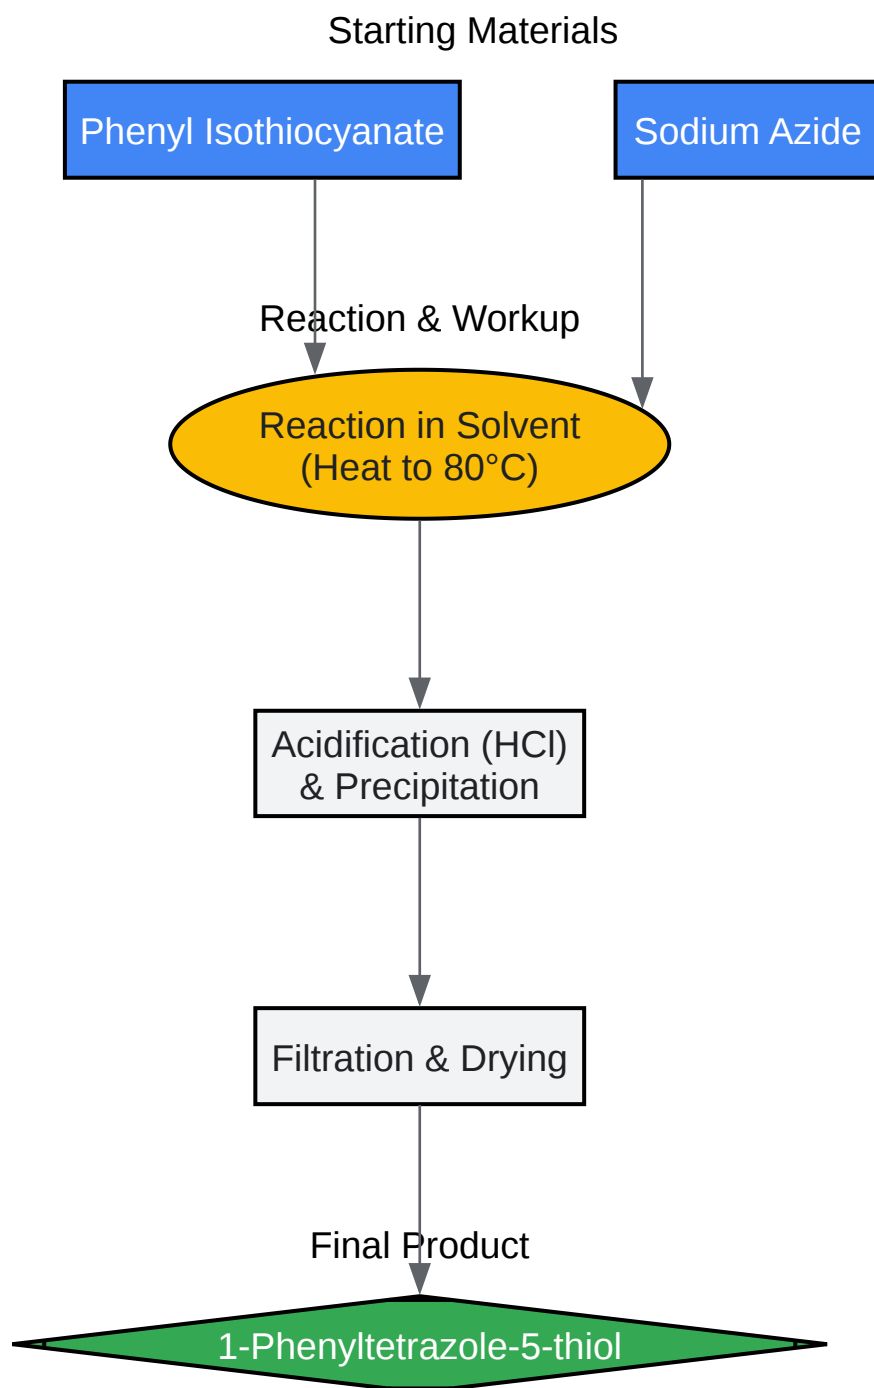 Starting Materials
Phenyl Isothiocyanate
Sodium Azide
Reaction & Workup
Reaction in Solvent
(Heat to 80°C)
Acidification (HCl)
& Precipitation
Filtration & Drying
Final Product
1-Phenyltetrazole-5-thiol